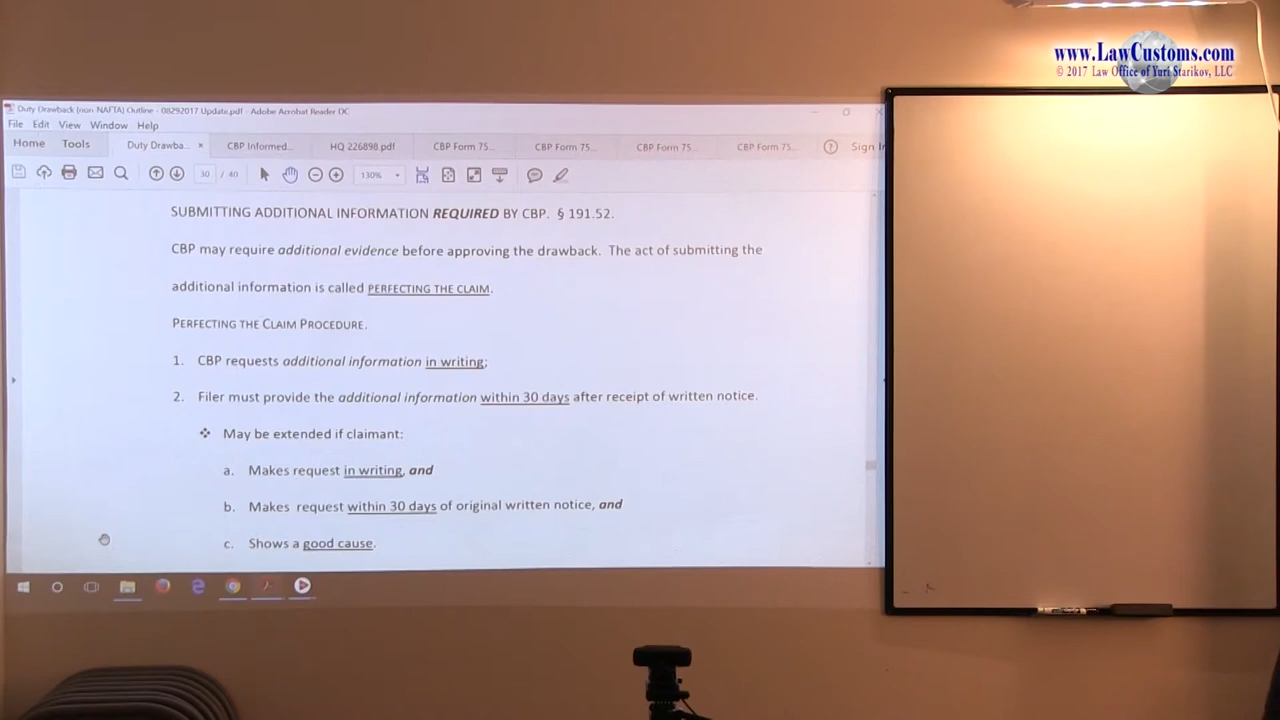 www.LawCustoms.com
© 2017 Law Office of Yuri Starikov, LLC
Duty Drawback (non NAFTA) Outline - 08292017 Update.pdf - Adobe Acrobat Reader DC
File Edit View Window Help
Home Tools Duty Drawba... × CBP Informed... HQ 226898.pdf CBP Form 75... CBP Form 75... CBP Form 75... CBP Form 75... Sign In
30 / 40 130%
SUBMITTING ADDITIONAL INFORMATION REQUIRED BY CBP. § 191.52.
CBP may require additional evidence before approving the drawback. The act of submitting the
additional information is called PERFECTING THE CLAIM.
PERFECTING THE CLAIM PROCEDURE.
1. CBP requests additional information in writing;
2. Filer must provide the additional information within 30 days after receipt of written notice.
❖ May be extended if claimant:
a. Makes request in writing, and
b. Makes request within 30 days of original written notice, and
c. Shows a good cause.